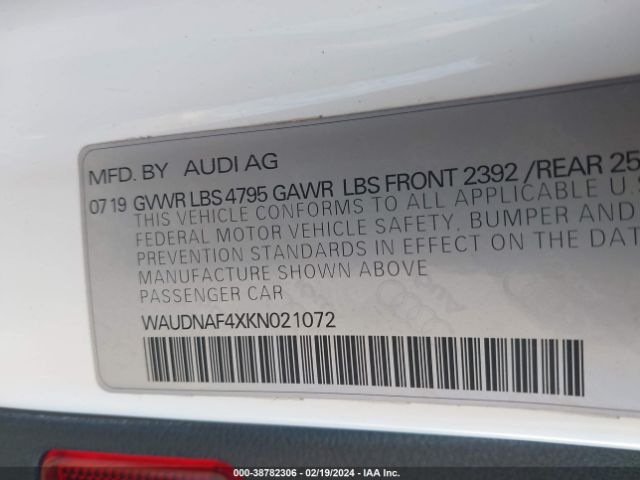 MFD. BY AUDI AG
07 19 GVWR LBS 4795 GAWR LBS FRONT 2392 /REAR 25
THIS VEHICLE CONFORMS TO ALL APPLICABLE U.S
FEDERAL MOTOR VEHICLE SAFETY, BUMPER AND
PREVENTION STANDARDS IN EFFECT ON THE DAT
MANUFACTURE SHOWN ABOVE
PASSENGER CAR
WAUDNAF4XKN021072
000-38782306 - 02/19/2024 - IAA Inc.